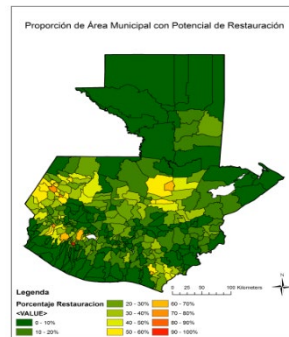 Proporción de Área Municipal con Potencial de Restauración
Legenda
Porcentaje Restauracion
<VALUE>
0 - 10%
10 - 20%
20 - 30%
30 - 40%
40 - 50%
50 - 60%
60 - 70%
70 - 80%
80 - 90%
90 - 100%
0 25 50 100 Kilometers
N